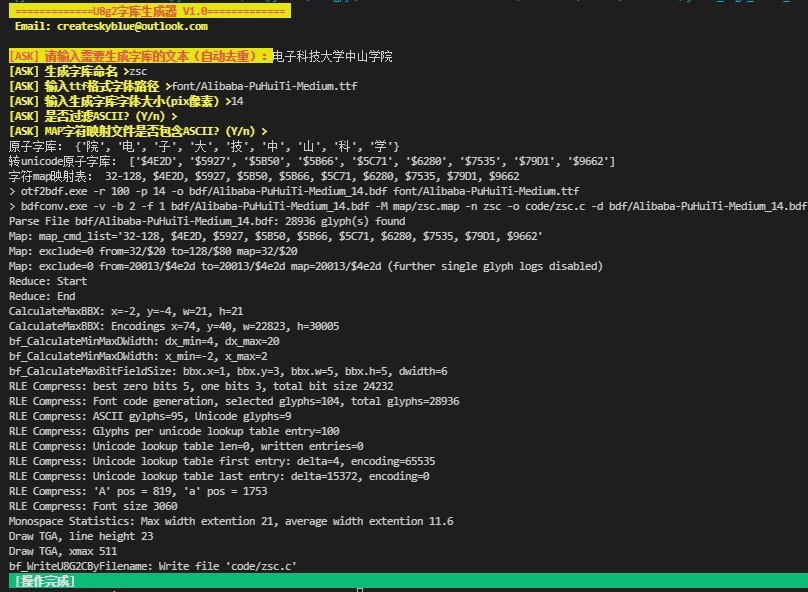 =============U8g2字库生成器 V1.0=============
Email: createskyblue@outlook.com
[ASK] 请输入需要生成字库的文本（自动去重）：电子科技大学中山学院
[ASK] 生成字库命名 >zsc
[ASK] 输入ttf格式字体路径 >font/Alibaba-PuHuiTi-Medium.ttf
[ASK] 输入生成字库字体大小(pix像素) >14
[ASK] 是否过滤ASCII? (Y/n) >
[ASK] MAP字符映射文件是否包含ASCII? (Y/n) >
原子字库: {'院', '电', '子', '大', '技', '中', '山', '科', '学'}
转unicode原子字库: ['$4E2D', '$5927', '$5B50', '$5B66', '$5C71', '$6280', '$7535', '$79D1', '$9662']
字符map映射表: 32-128, $4E2D, $5927, $5B50, $5B66, $5C71, $6280, $7535, $79D1, $9662
> otf2bdf.exe -r 100 -p 14 -o bdf/Alibaba-PuHuiTi-Medium_14.bdf font/Alibaba-PuHuiTi-Medium.ttf
> bdfconv.exe -v -b 2 -f 1 bdf/Alibaba-PuHuiTi-Medium_14.bdf -M map/zsc.map -n zsc -o code/zsc.c -d bdf/Alibaba-PuHuiTi-Medium_14.bdf
Parse File bdf/Alibaba-PuHuiTi-Medium_14.bdf: 28936 glyph(s) found
Map: map_cmd_list='32-128, $4E2D, $5927, $5B50, $5B66, $5C71, $6280, $7535, $79D1, $9662'
Map: exclude=0 from=32/$20 to=128/$80 map=32/$20
Map: exclude=0 from=20013/$4e2d to=20013/$4e2d map=20013/$4e2d (further single glyph logs disabled)
Reduce: Start
Reduce: End
CalculateMaxBBX: x=-2, y=-4, w=21, h=21
CalculateMaxBBX: Encodings x=74, y=40, w=22823, h=30005
bf_CalculateMinMaxDWidth: dx_min=4, dx_max=20
bf_CalculateMinMaxDWidth: x_min=-2, x_max=2
bf_CalculateMaxBitFieldSize: bbx.x=1, bbx.y=3, bbx.w=5, bbx.h=5, dwidth=6
RLE Compress: best zero bits 5, one bits 3, total bit size 24232
RLE Compress: Font code generation, selected glyphs=104, total glyphs=28936
RLE Compress: ASCII gylphs=95, Unicode glyphs=9
RLE Compress: Glyphs per unicode lookup table entry=100
RLE Compress: Unicode lookup table len=0, written entries=0
RLE Compress: Unicode lookup table first entry: delta=4, encoding=65535
RLE Compress: Unicode lookup table last entry: delta=15372, encoding=0
RLE Compress: 'A' pos = 819, 'a' pos = 1753
RLE Compress: Font size 3060
Monospace Statistics: Max width extention 21, average width extention 11.6
Draw TGA, line height 23
Draw TGA, xmax 511
bf_WriteU8G2CByFilename: Write file 'code/zsc.c'
[操作完成]